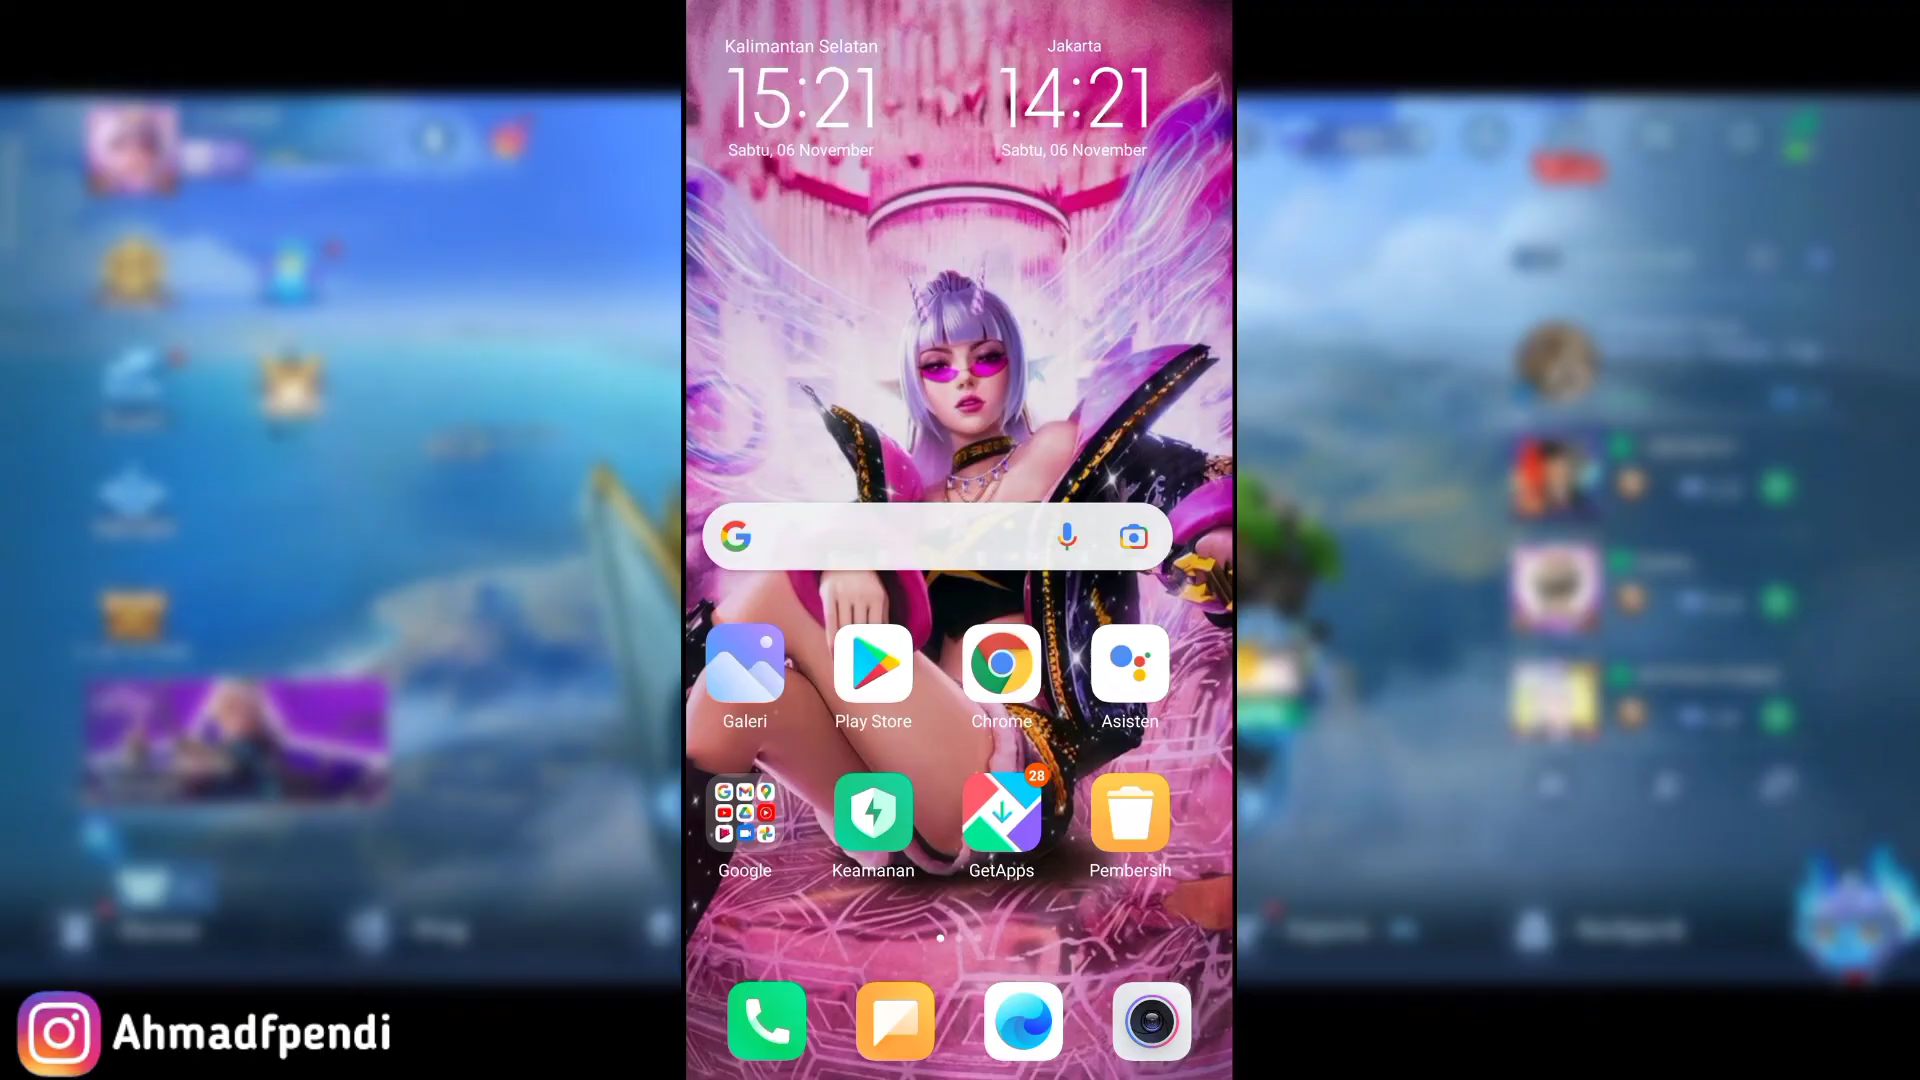 Kalimantan Selatan
15:21
Sabtu, 06 November
Jakarta
14:21
Sabtu, 06 November
Galeri
Play Store
Chrome
Asisten
28
Google
Keamanan
GetApps
Pembersih
Ahmadfpendi